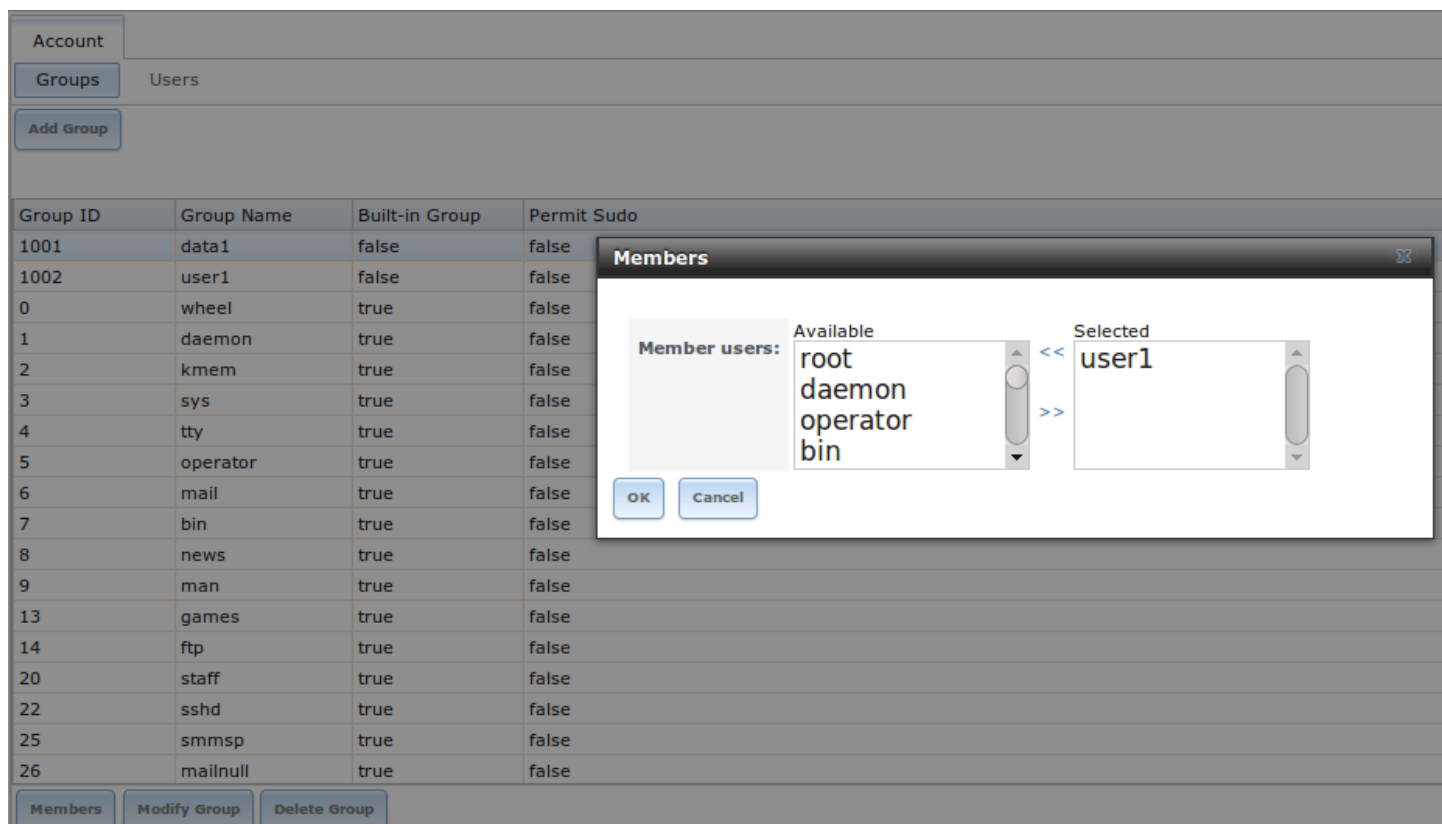 Account
Groups Users
Add Group
Group ID Group Name Built-in Group Permit Sudo
1001 data1 false false
1002 user1 false false
0 wheel true false
1 daemon true false
2 kmem true false
3 sys true false
4 tty true false
5 operator true false
6 mail true false
7 bin true false
8 news true false
9 man true false
13 games true false
14 ftp true false
20 staff true false
22 sshd true false
25 smmsp true false
26 mailnull true false
Members Modify Group Delete Group
Members
Available Selected
Member users:
root
daemon
operator
bin
<<
>>
user1
OK Cancel